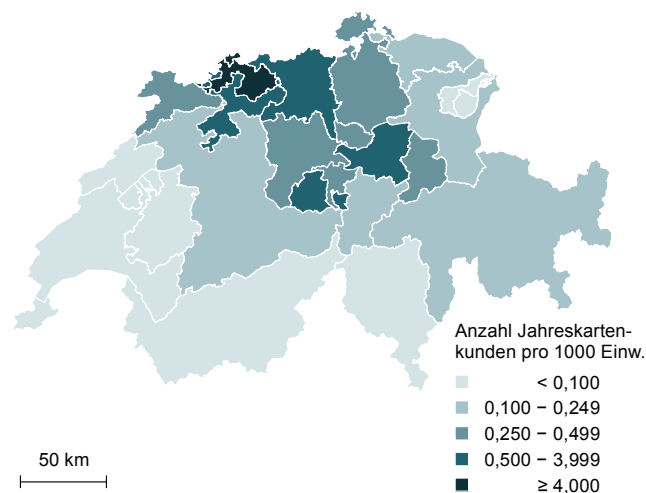 Anzahl Jahreskarten-
kunden pro 1000 Einw.
< 0,100
0,100 – 0,249
0,250 – 0,499
0,500 – 3,999
≥ 4,000
50 km